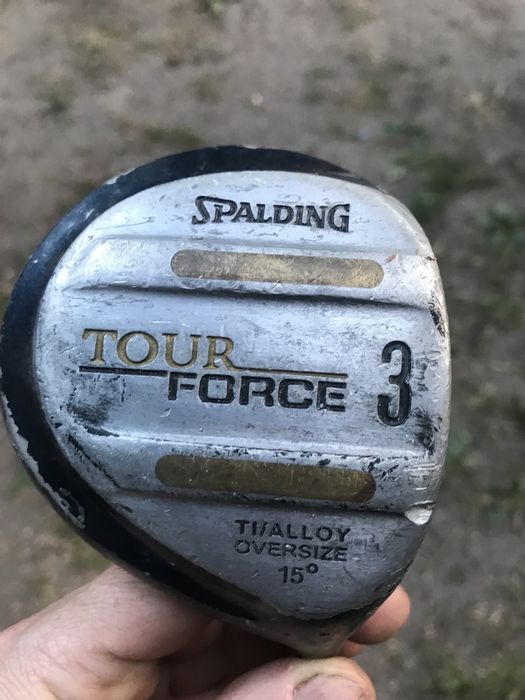 SPALDING
TOUR
FORCE
3
TI/ALLOY
OVERSIZE
15°